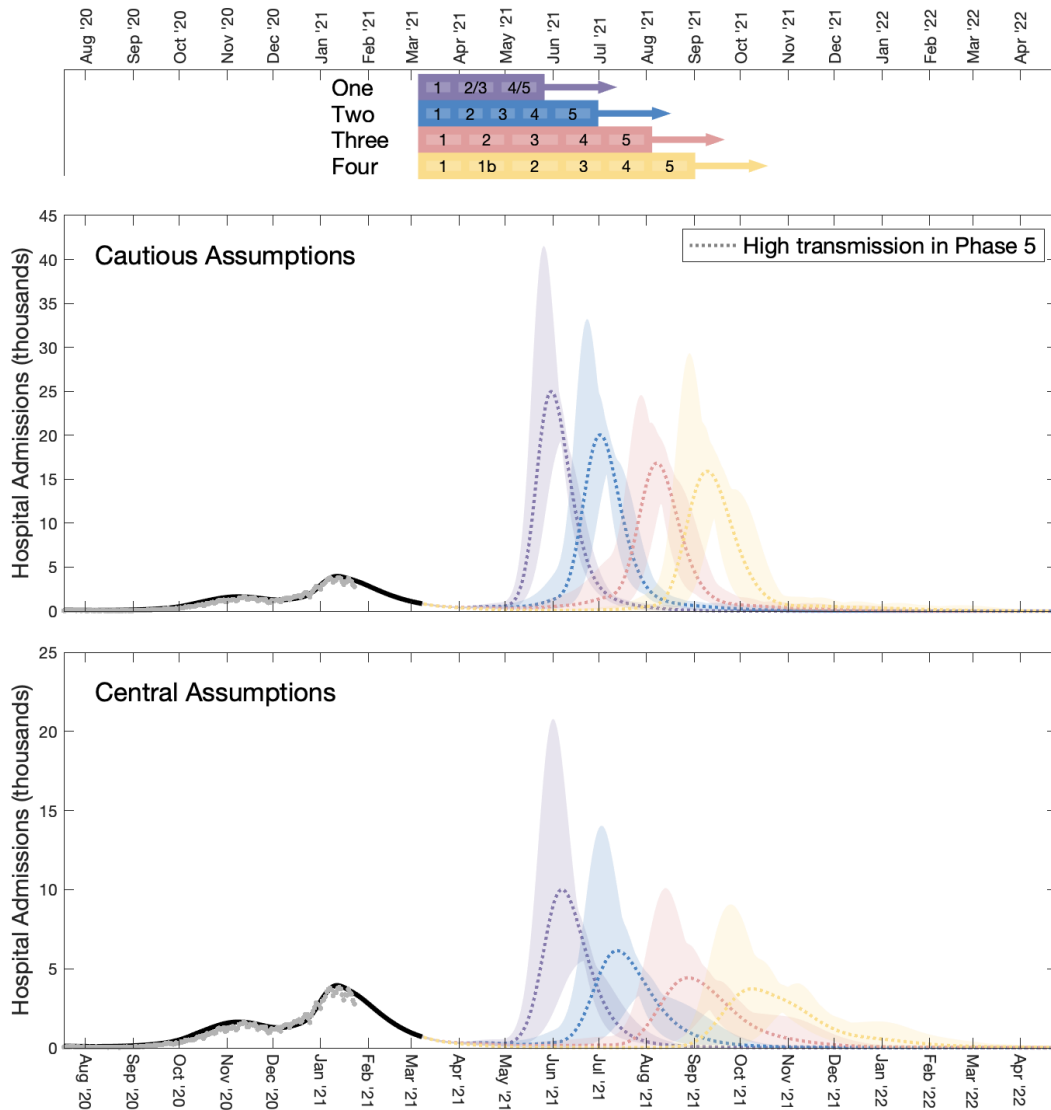 Aug '20 Sep '20 Oct '20 Nov '20 Dec '20 Jan '21 Feb '21 Mar '21 Apr '21 May '21 Jun '21 Jul '21 Aug '21 Sep '21 Oct '21 Nov '21 Dec '21 Jan '22 Feb '22 Mar '22 Apr '22
One 1 2/3 4/5
Two 1 2 3 4 5
Three 1 2 3 4 5
Four 1 1b 2 3 4 5
Cautious Assumptions
High transmission in Phase 5
Hospital Admissions (thousands)
45
40
35
30
25
20
15
10
5
0
Central Assumptions
Hospital Admissions (thousands)
25
20
15
10
5
0
Aug '20 Sep '20 Oct '20 Nov '20 Dec '20 Jan '21 Feb '21 Mar '21 Apr '21 May '21 Jun '21 Jul '21 Aug '21 Sep '21 Oct '21 Nov '21 Dec '21 Jan '22 Feb '22 Mar '22 Apr '22